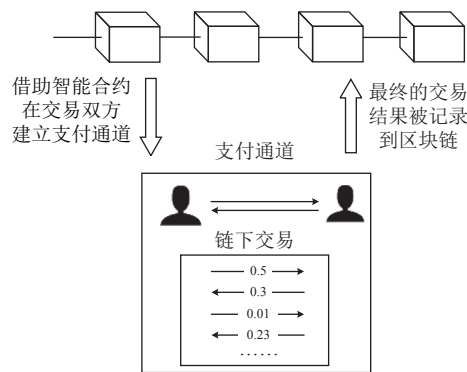 借助智能合约
在交易双方
建立支付通道
最终的交易
结果被记录
到区块链
支付通道
链下交易
0.5
0.3
0.01
0.23
......